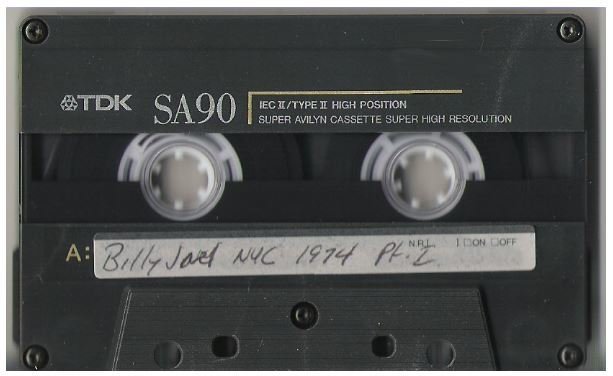 TDK SA90 IEC II/TYPE II HIGH POSITION
SUPER AVILYN CASSETTE SUPER HIGH RESOLUTION
N.R. I □ON □OFF
A: Billy Joel NYC 1974 Pt. I